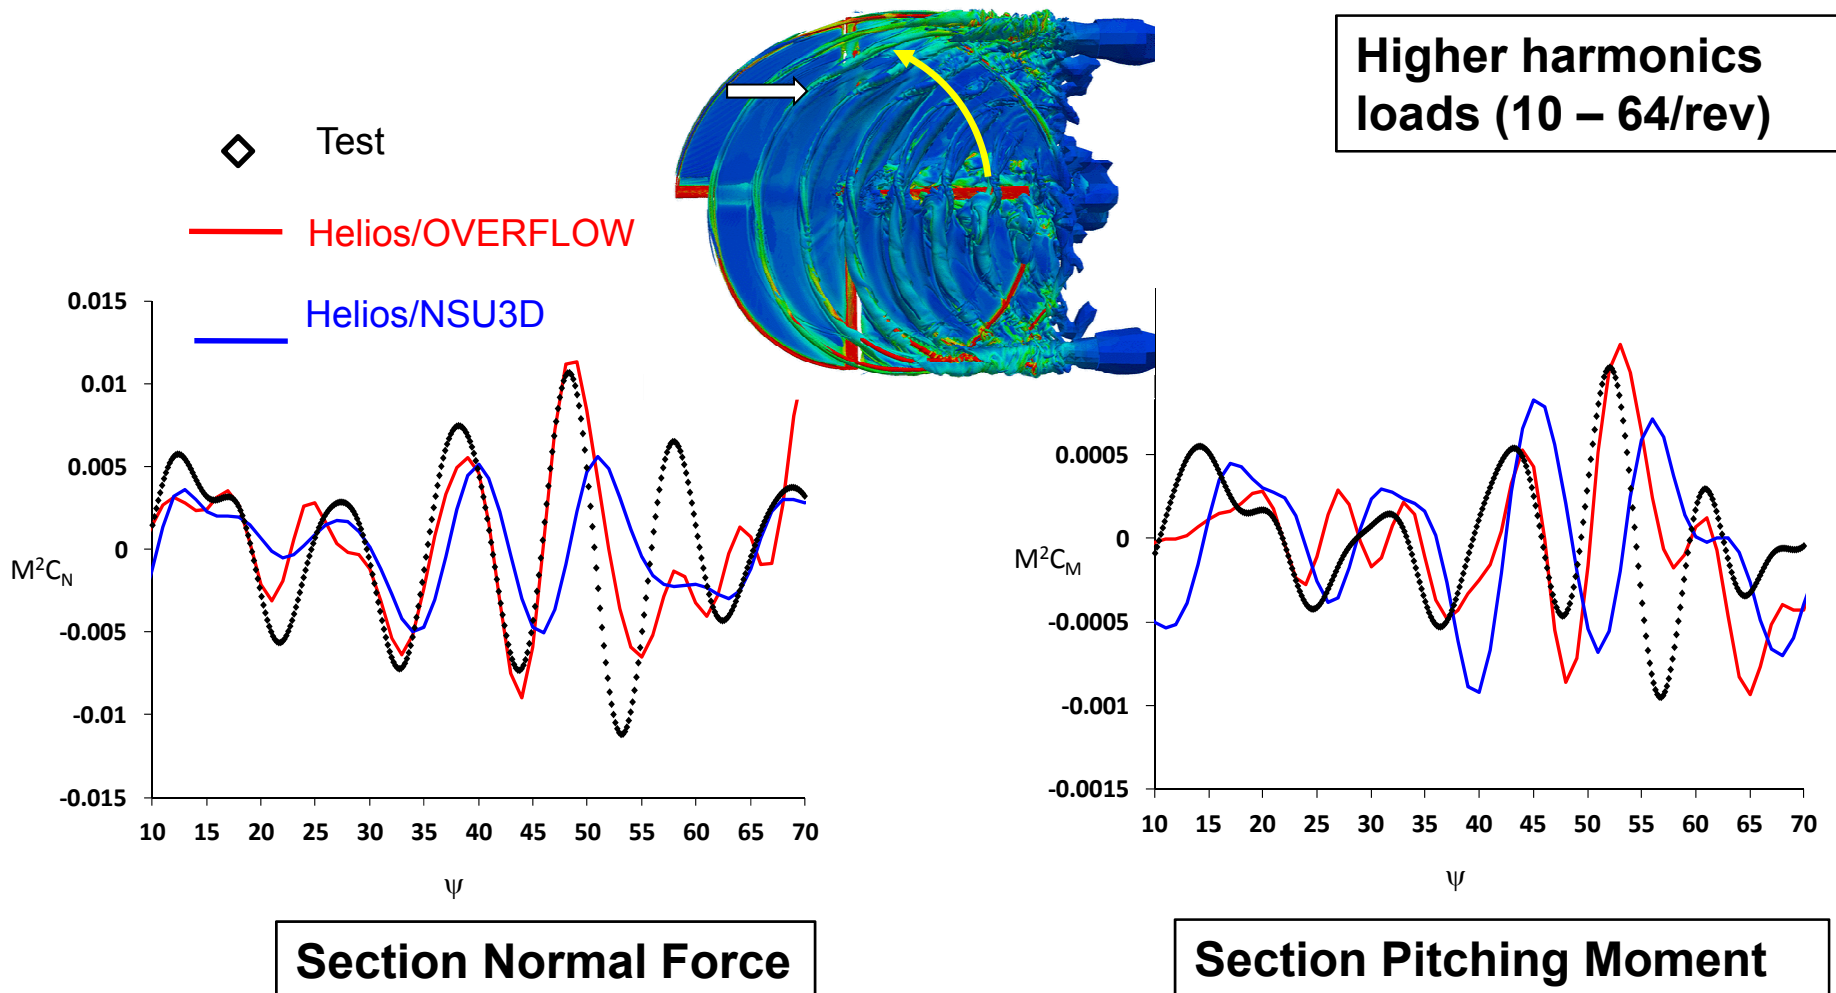 Higher harmonics
loads (10 – 64/rev)
Test
Helios/OVERFLOW
Helios/NSU3D
0.015
0.01
0.005
0
-0.005
-0.01
-0.015
M²C_N
10 15 20 25 30 35 40 45 50 55 60 65 70
ψ
Section Normal Force
0.0005
0
-0.0005
-0.001
-0.0015
M²C_M
10 15 20 25 30 35 40 45 50 55 60 65 70
ψ
Section Pitching Moment